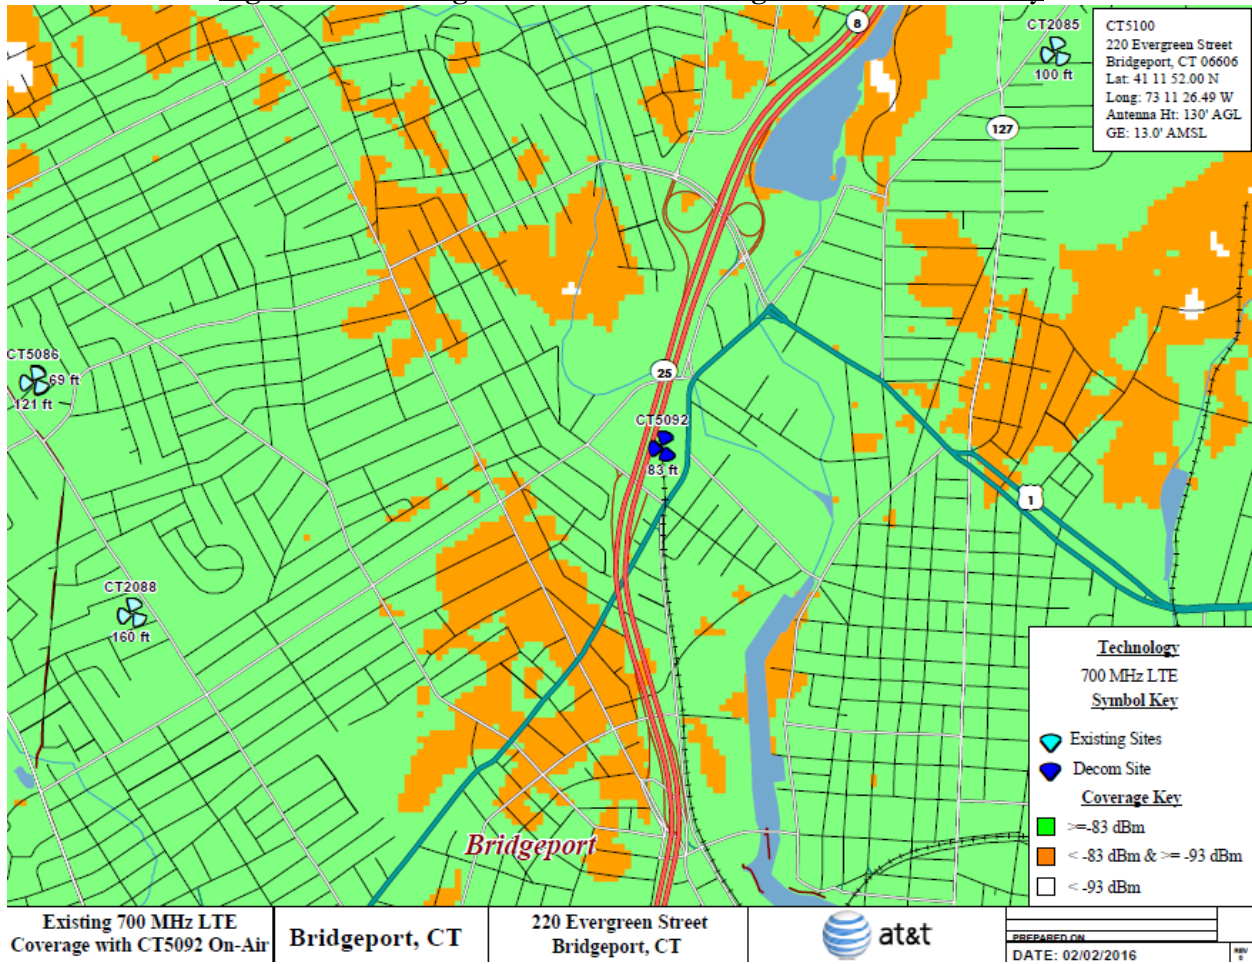 8
CT2085
100 ft
CT5100
220 Evergreen Street
Bridgeport, CT 06606
Lat: 41 11 52.00 N
Long: 73 11 26.49 W
Antenna Ht: 130' AGL
GE: 13.0' AMSL
127
CT5086
69 ft
121 ft
25
CT5092
83 ft
1
CT2088
160 ft
Bridgeport
Technology
700 MHz LTE
Symbol Key
Existing Sites
Decom Site
Coverage Key
>=-83 dBm
< -83 dBm & >= -93 dBm
< -93 dBm
Existing 700 MHz LTE
Coverage with CT5092 On-Air
Bridgeport, CT
220 Evergreen Street
Bridgeport, CT
at&t
PREPARED ON
DATE: 02/02/2016
REV